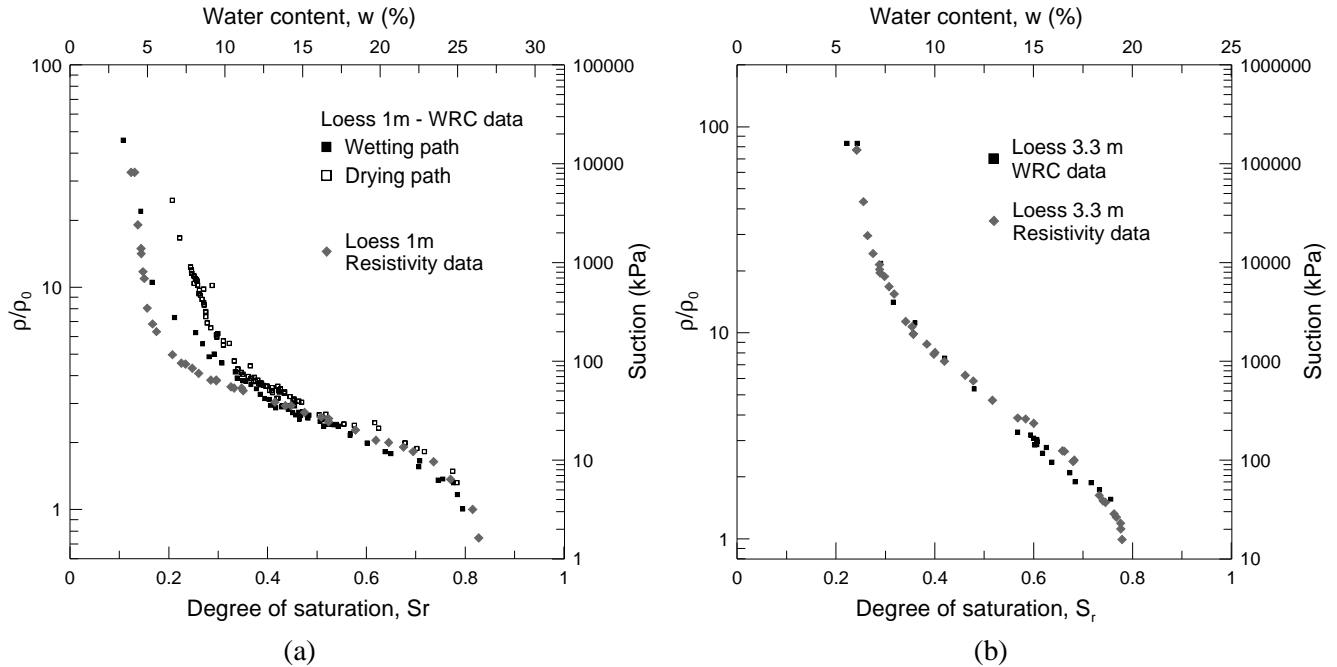 Water content, w (%)
0 5 10 15 20 25 30
100
10
1
ρ/ρ0
100000
10000
1000
100
10
1
Suction (kPa)
Loess 1m - WRC data
Wetting path
Drying path
Loess 1m
Resistivity data
0 0.2 0.4 0.6 0.8 1
Degree of saturation, Sr
(a)
Water content, w (%)
0 5 10 15 20 25
100
10
1
ρ/ρ0
1000000
100000
10000
1000
100
10
Suction (kPa)
Loess 3.3 m
WRC data
Loess 3.3 m
Resistivity data
0 0.2 0.4 0.6 0.8 1
Degree of saturation, Sr
(b)